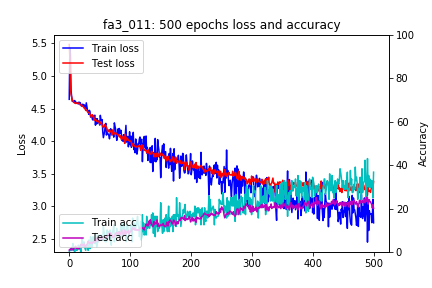 fa3_011: 500 epochs loss and accuracy
5.5
5.0
4.5
4.0
3.5
3.0
2.5
Loss
Train loss
Test loss
Train acc
Test acc
100
80
60
40
20
0
Accuracy
0
100
200
300
400
500